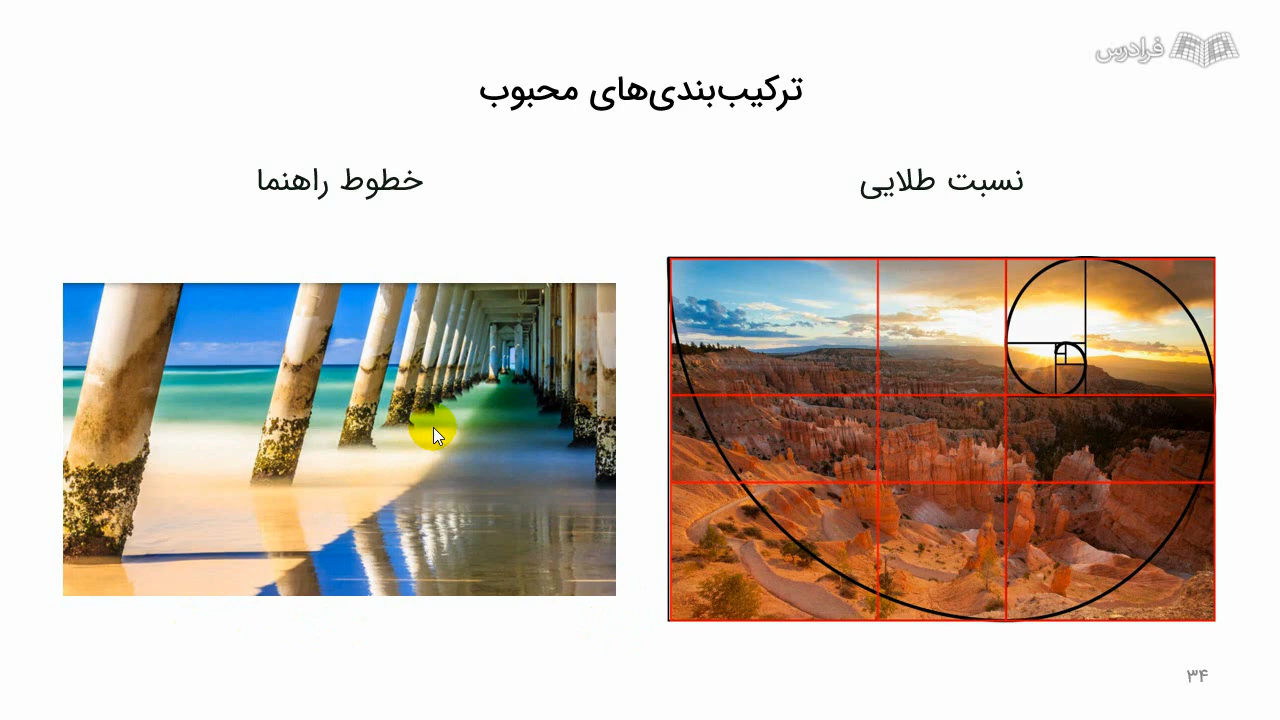 فرادرس
ترکیب‌بندی‌های محبوب
نسبت طلایی
خطوط راهنما
۳۴